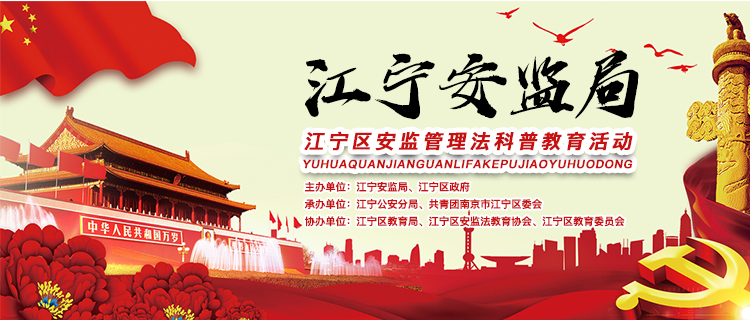 江宁安监局
江宁区安监管理法科普教育活动
YUHUAQUANJIANGUANLIFAKEPUJIAOYUHUODONG
主办单位：江宁安监局、江宁区政府
承办单位：江宁公安分局、共青团南京市江宁区委会
协办单位：江宁区教育局、江宁区安监法教育协会、江宁区教育委员会
中华人民共和国万岁